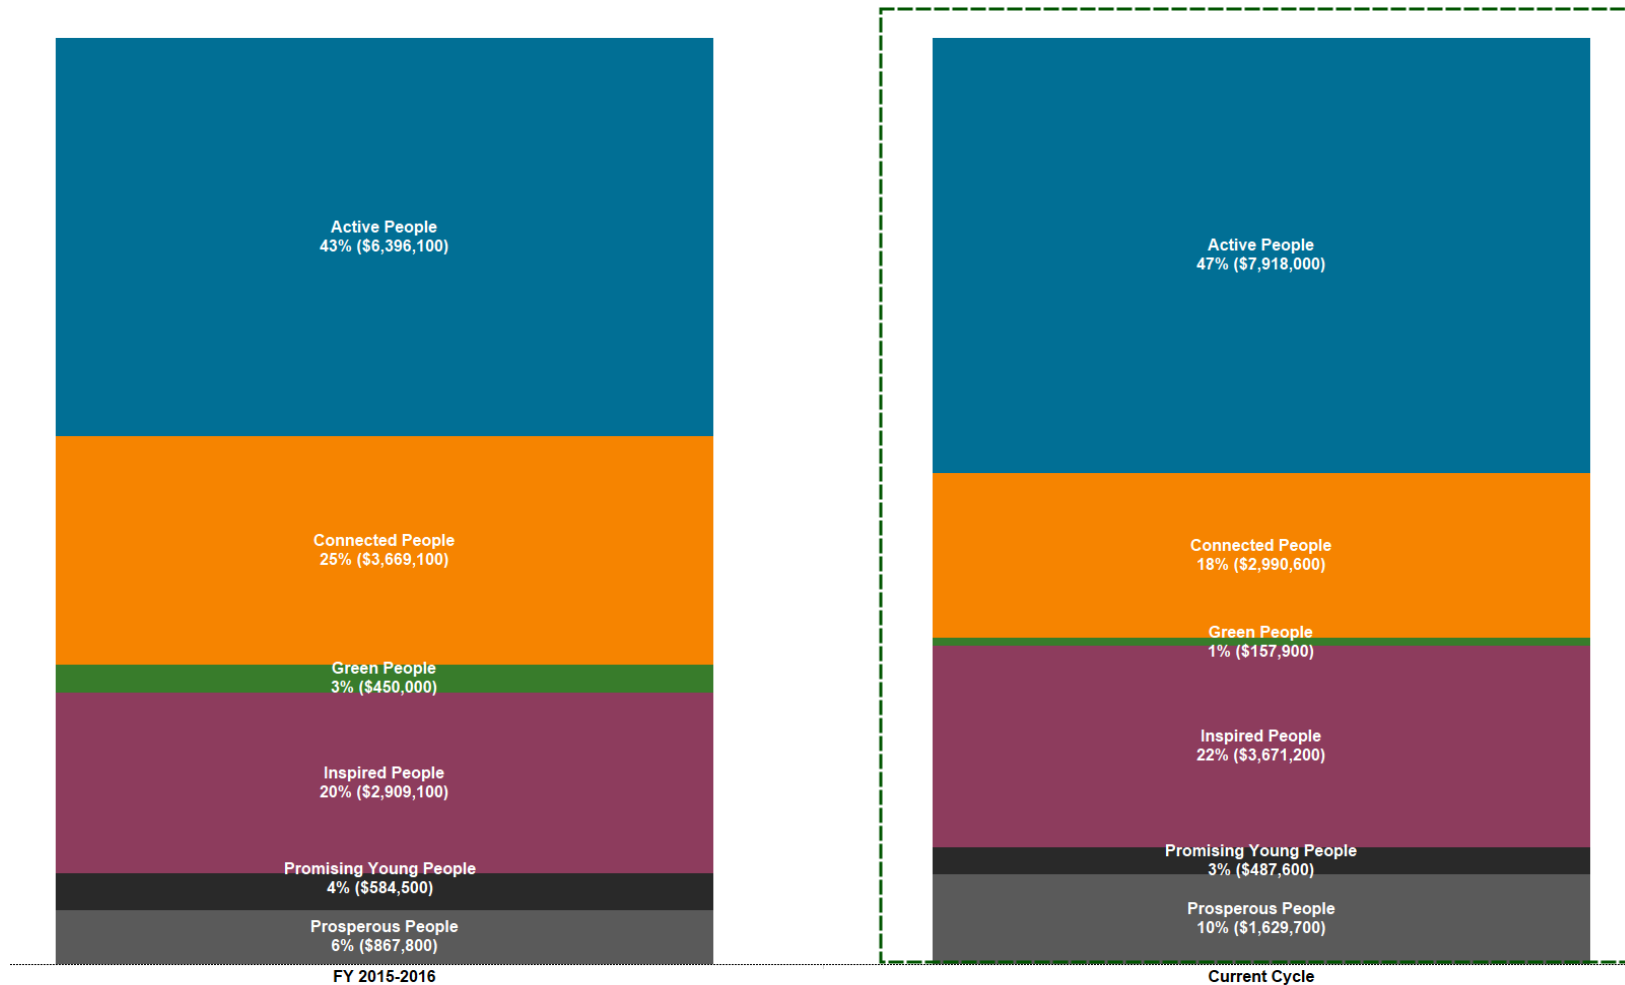 Active People
43% ($6,396,100)
Connected People
25% ($3,669,100)
Green People
3% ($450,000)
Inspired People
20% ($2,909,100)
Promising Young People
4% ($584,500)
Prosperous People
6% ($867,800)
FY 2015-2016
Active People
47% ($7,918,000)
Connected People
18% ($2,990,600)
Green People
1% ($157,900)
Inspired People
22% ($3,671,200)
Promising Young People
3% ($487,600)
Prosperous People
10% ($1,629,700)
Current Cycle